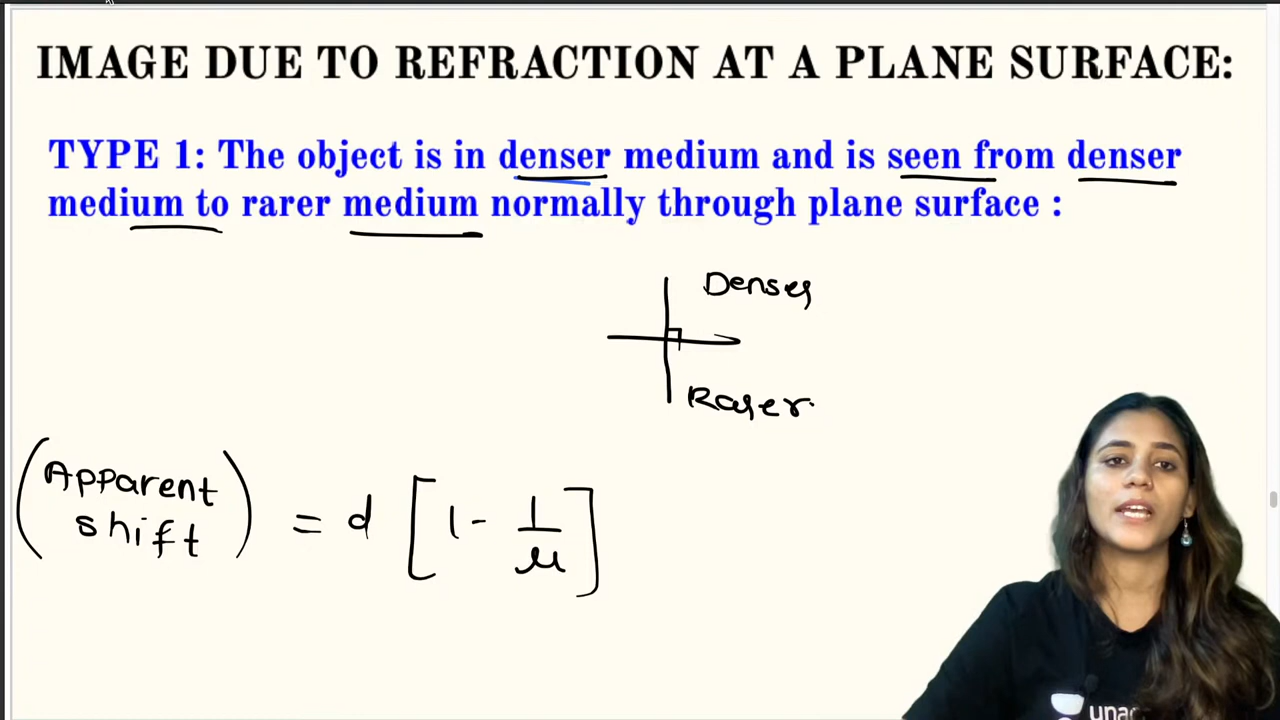 IMAGE DUE TO REFRACTION AT A PLANE SURFACE:
TYPE 1: The object is in denser medium and is seen from denser
medium to rarer medium normally through plane surface :
Denser
Rarer
(Apparent shift) = d [1 - 1/μ]
una